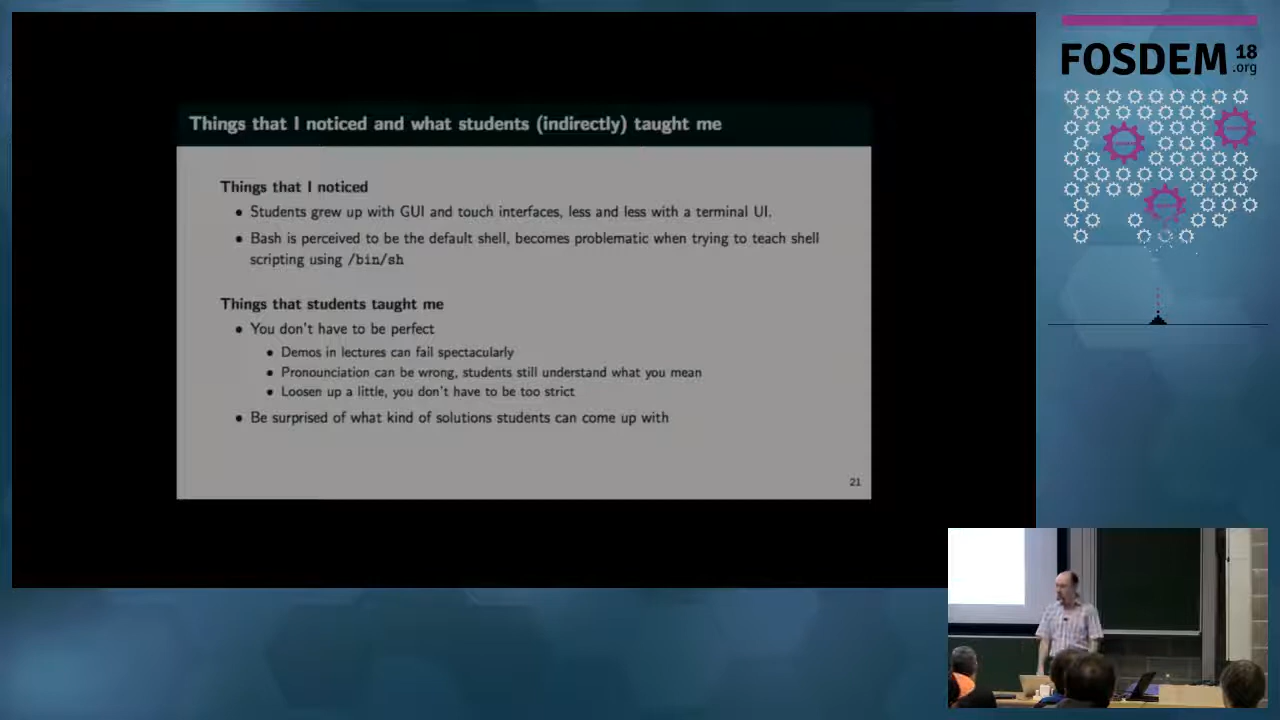 FOSDEM 18
.org
Things that I noticed and what students (indirectly) taught me
Things that I noticed
• Students grew up with GUI and touch interfaces, less and less with a terminal UI.
• Bash is perceived to be the default shell, becomes problematic when trying to teach shell
scripting using /bin/sh
Things that students taught me
• You don't have to be perfect
• Demos in lectures can fail spectacularly
• Pronounciation can be wrong, students still understand what you mean
• Loosen up a little, you don't have to be too strict
• Be surprised of what kind of solutions students can come up with
21